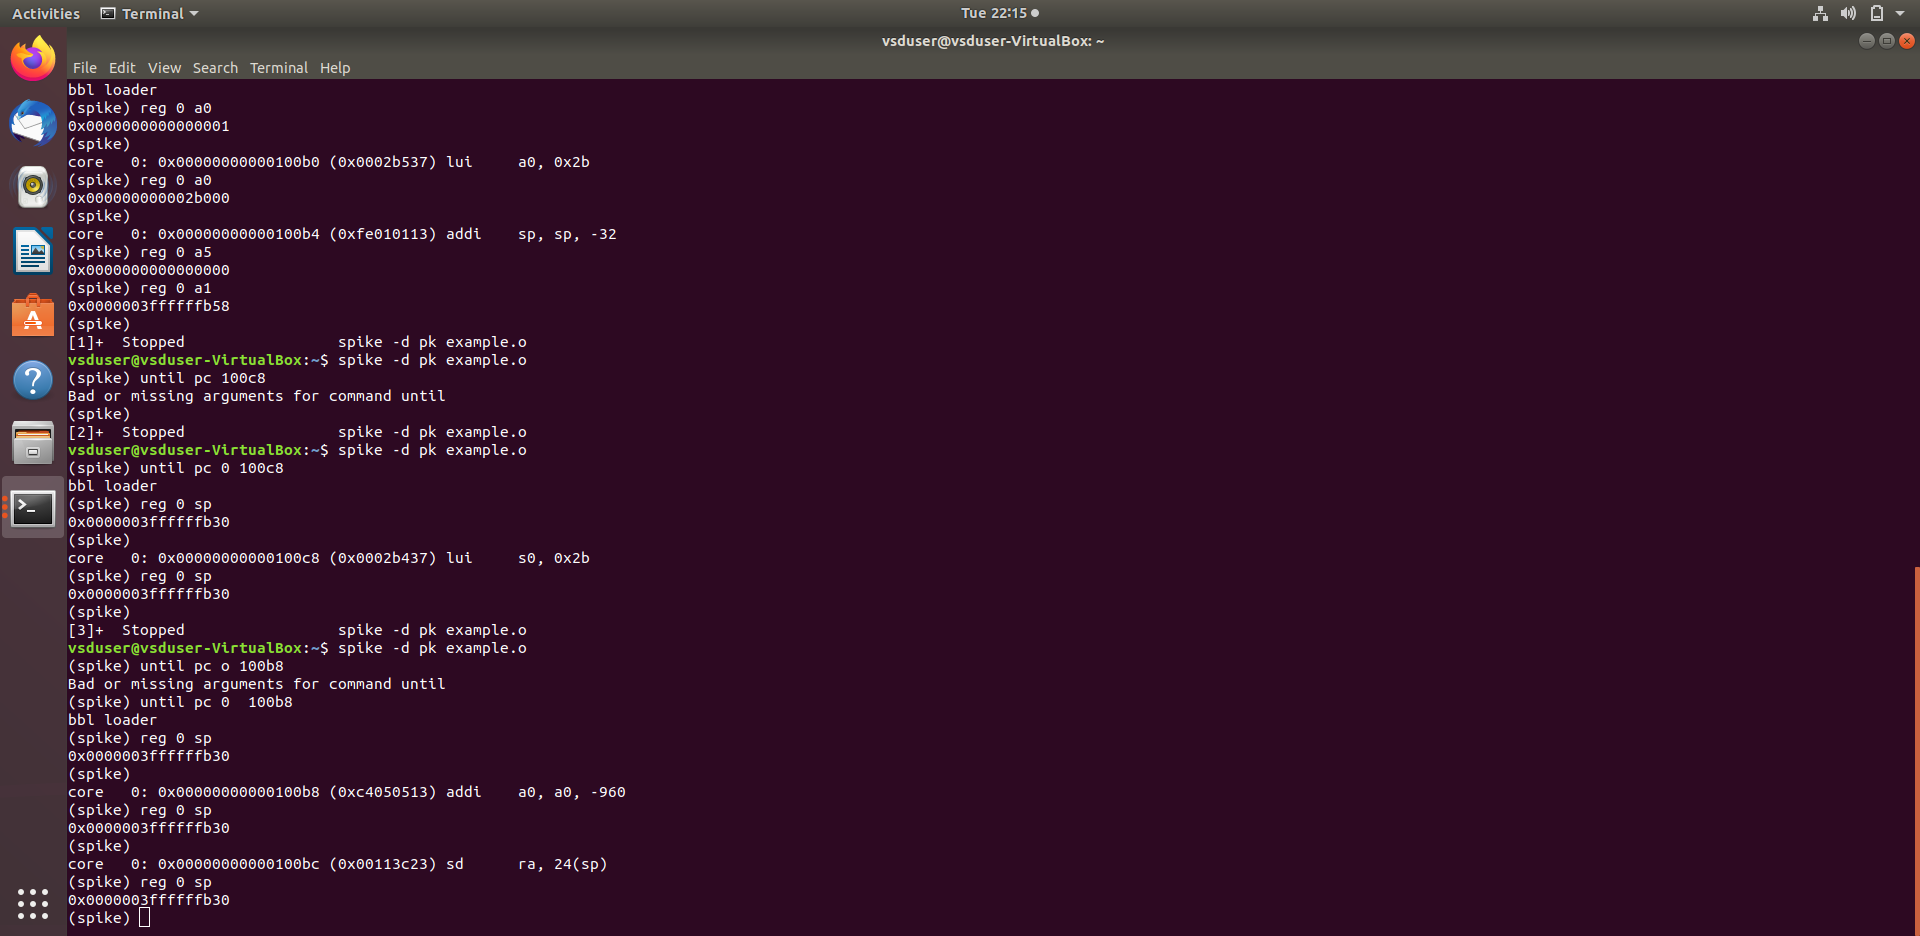 Activities Terminal Tue 22:15
vsduser@vsduser-VirtualBox: ~
File Edit View Search Terminal Help
bbl loader
(spike) reg 0 a0
0x0000000000000001
(spike)
core   0: 0x00000000000100b0 (0x0002b537) lui     a0, 0x2b
(spike) reg 0 a0
0x000000000002b000
(spike)
core   0: 0x00000000000100b4 (0xfe010113) addi    sp, sp, -32
(spike) reg 0 a5
0x0000000000000000
(spike) reg 0 a1
0x0000003ffffffb58
(spike)
[1]+  Stopped                 spike -d pk example.o
vsduser@vsduser-VirtualBox:~$ spike -d pk example.o
(spike) until pc 100c8
Bad or missing arguments for command until
(spike)
[2]+  Stopped                 spike -d pk example.o
vsduser@vsduser-VirtualBox:~$ spike -d pk example.o
(spike) until pc 0 100c8
bbl loader
(spike) reg 0 sp
0x0000003ffffffb30
(spike)
core   0: 0x00000000000100c8 (0x0002b437) lui     s0, 0x2b
(spike) reg 0 sp
0x0000003ffffffb30
(spike)
[3]+  Stopped                 spike -d pk example.o
vsduser@vsduser-VirtualBox:~$ spike -d pk example.o
(spike) until pc o 100b8
Bad or missing arguments for command until
(spike) until pc 0  100b8
bbl loader
(spike) reg 0 sp
0x0000003ffffffb30
(spike)
core   0: 0x00000000000100b8 (0xc4050513) addi    a0, a0, -960
(spike) reg 0 sp
0x0000003ffffffb30
(spike)
core   0: 0x00000000000100bc (0x00113c23) sd      ra, 24(sp)
(spike) reg 0 sp
0x0000003ffffffb30
(spike)